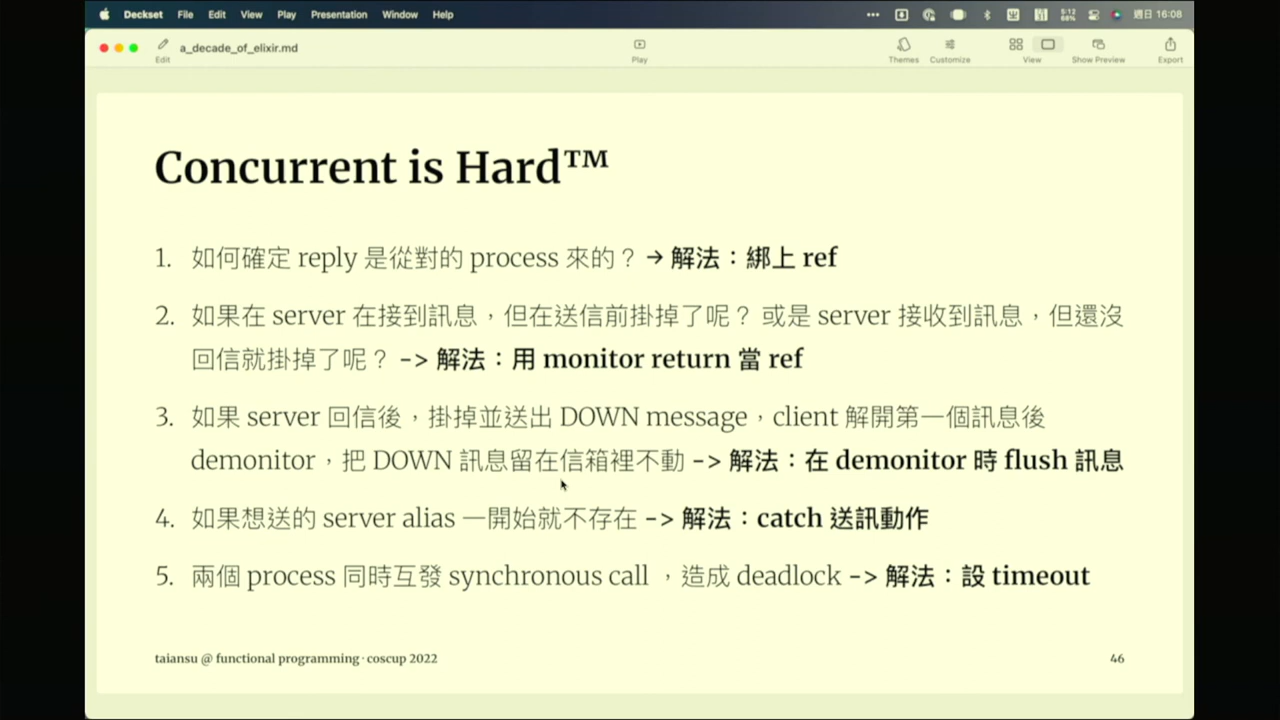 Deckset File Edit View Play Presentation Window Help 週日 16:08
a_decade_of_elixir.md
Edit Play Themes Customize View Show Preview Export
Concurrent is Hard™
1. 如何確定 reply 是從對的 process 來的？ → 解法：綁上 ref
2. 如果在 server 在接到訊息，但在送信前掛掉了呢？ 或是 server 接收到訊息，但還沒
回信就掛掉了呢？ -> 解法：用 monitor return 當 ref
3. 如果 server 回信後，掛掉並送出 DOWN message，client 解開第一個訊息後
demonitor，把 DOWN 訊息留在信箱裡不動 -> 解法：在 demonitor 時 flush 訊息
4. 如果想送的 server alias 一開始就不存在 -> 解法：catch 送訊動作
5. 兩個 process 同時互發 synchronous call ，造成 deadlock -> 解法：設 timeout
taiansu @ functional programming · coscup 2022
46